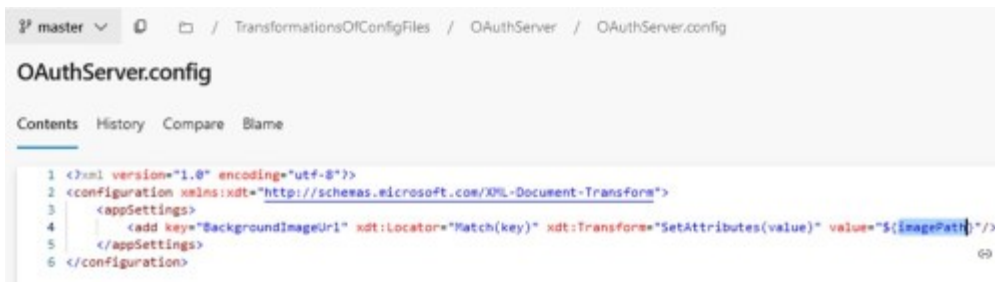 master / TransformationsOfConfigFiles / OAuthServer / OAuthServer.config
OAuthServer.config
Contents History Compare Blame
1 <?xml version="1.0" encoding="utf-8"?>
2 <configuration xmlns:xdt="http://schemas.microsoft.com/XML-Document-Transform">
3 <appSettings>
4 <add key="BackgroundImageUrl" xdt:Locator="Match(key)" xdt:Transform="SetAttributes(value)" value="${imagePath}"/>
5 </appSettings>
6 </configuration>